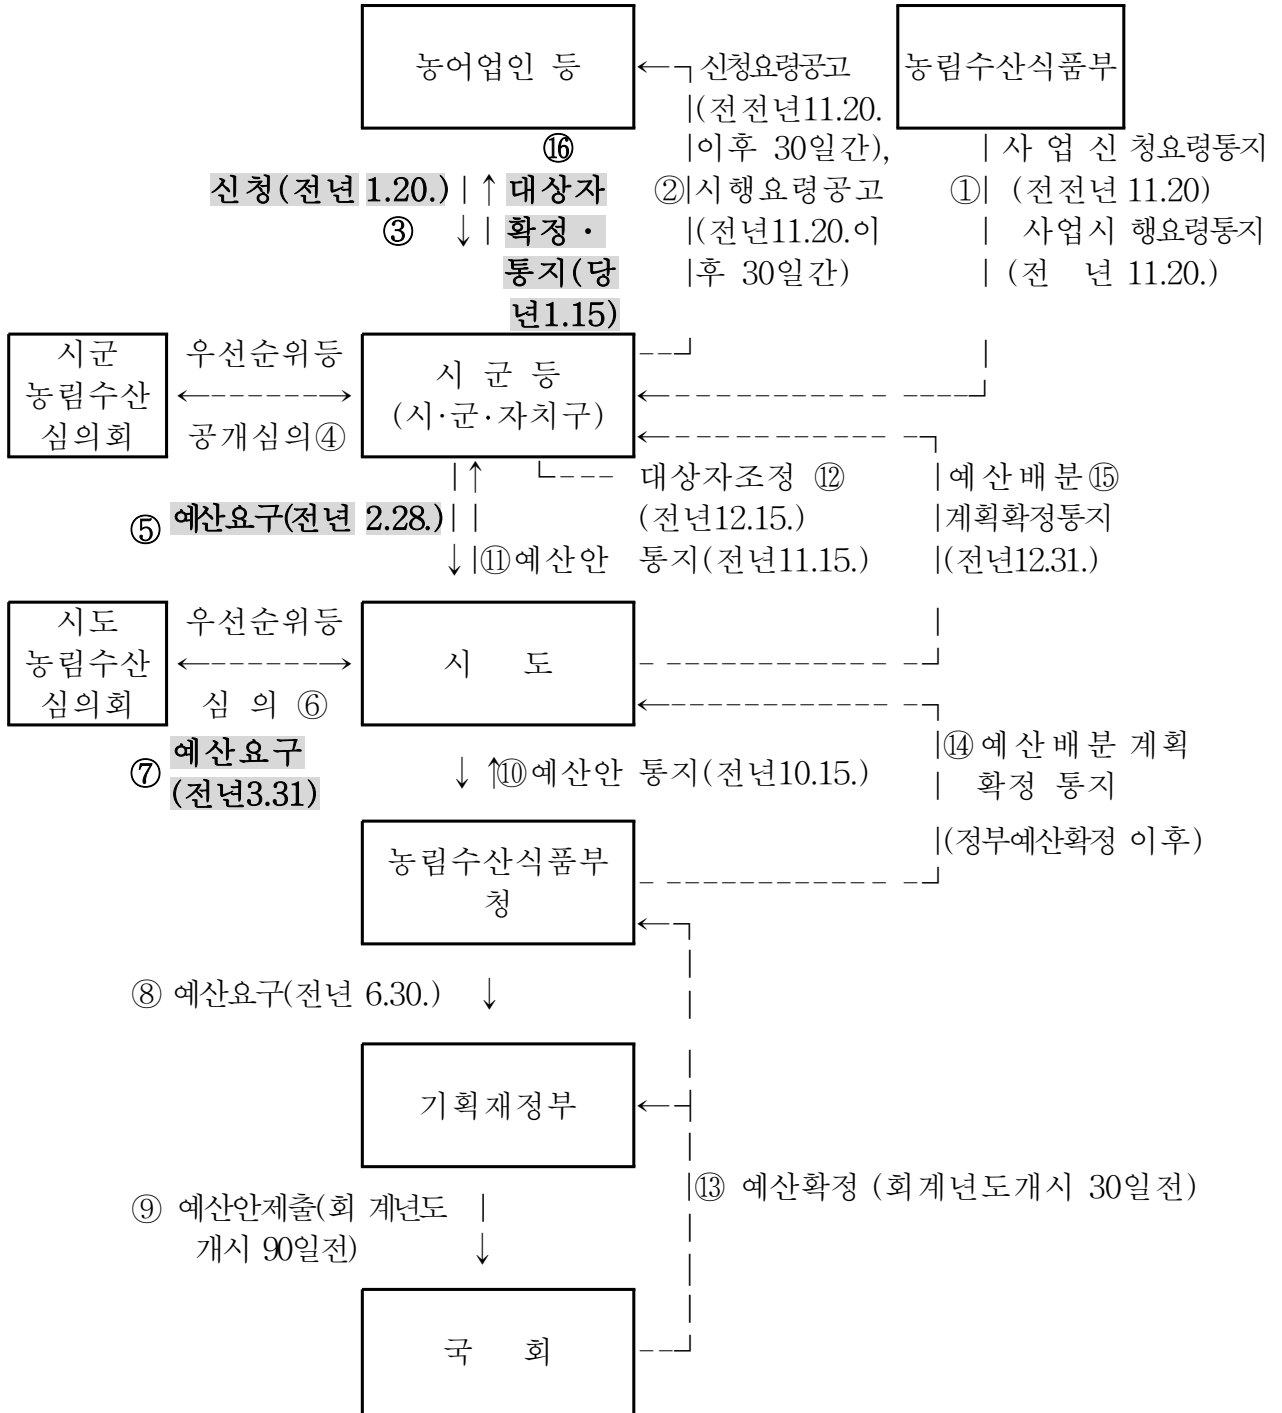 농어업인 등
신청요령공고
농림수산식품부
(전전년11.20.
이후 30일간),
사 업 신 청요령통지
⑯
신청(전년 1.20.)
대상자
②
시행요령공고
①
(전전년 11.20)
③
확정·
(전년11.20.이
사업시 행요령통지
통지(당
후 30일간)
(전 년 11.20.)
년1.15)
시군
농림수산
심의회
우선순위등
공개심의④
시 군 등
(시·군·자치구)
대상자조정 ⑫
(전년12.15.)
예산배분⑮
계획확정통지
(전년12.31.)
⑤ 예산요구(전년 2.28.)
⑪예산안 통지(전년11.15.)
시도
농림수산
심의회
우선순위등
심 의 ⑥
시 도
⑦ 예산요구
(전년3.31)
⑩예산안 통지(전년10.15.)
⑭예산배분 계획
확정 통지
(정부예산확정 이후)
농림수산식품부
청
⑧ 예산요구(전년 6.30.)
기획재정부
⑬ 예산확정 (회계년도개시 30일전)
⑨ 예산안제출(회 계년도
개시 90일전)
국 회